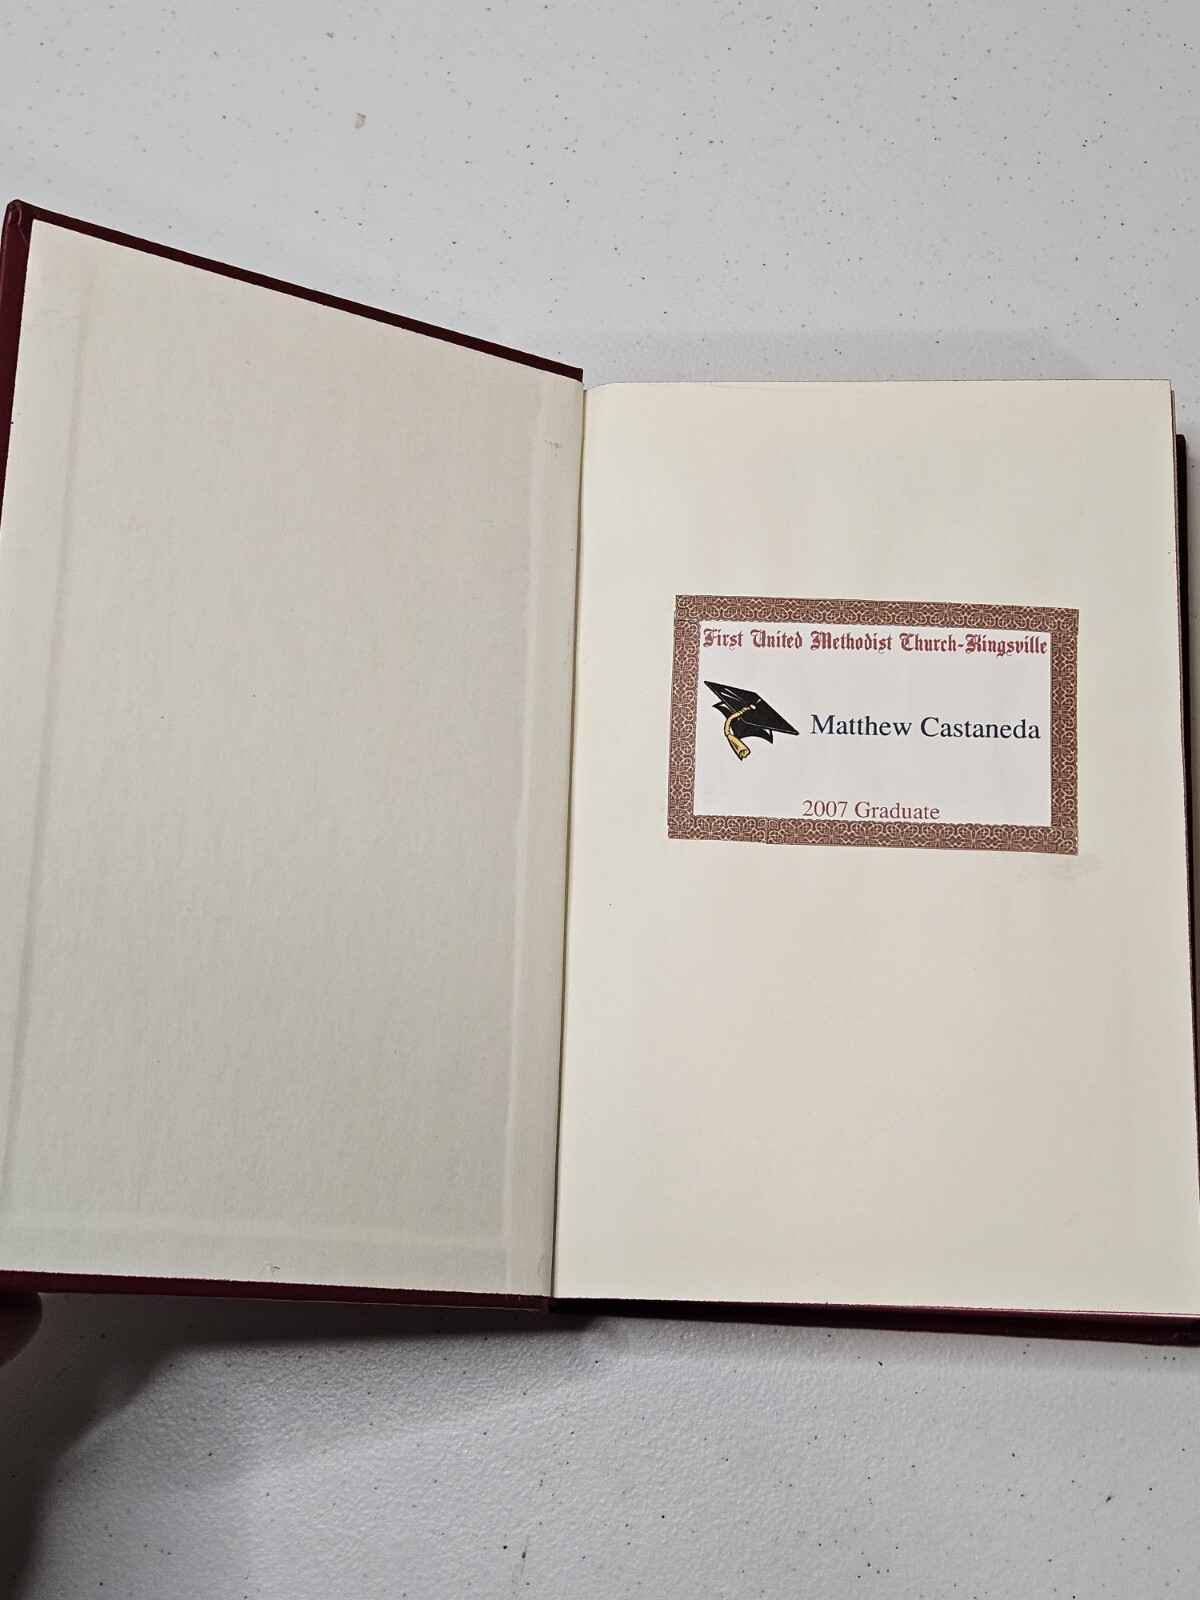 First United Methodist Church-Kingsville
Matthew Castaneda
2007 Graduate